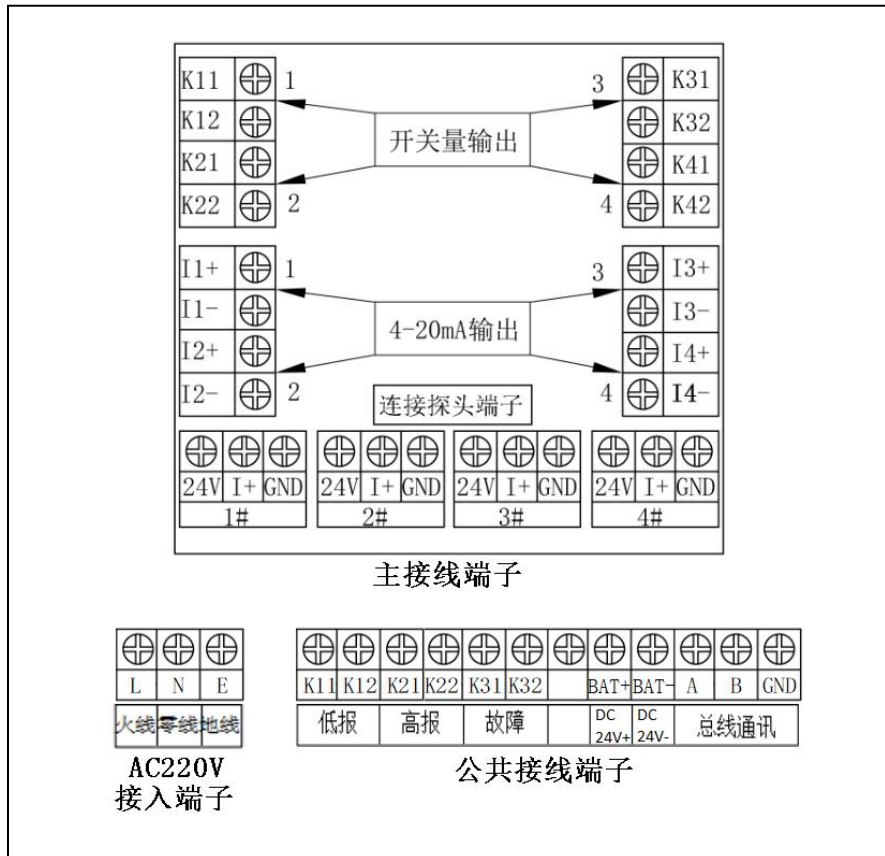 K11 1 3 K31
K12 K32
开关量输出
K21 K41
K22 2 4 K42
I1+ 1 3 I3+
I1- I3-
4-20mA输出
I2+ I4+
I2- 2 4 I4-
连接探头端子
24V I+ GND 24V I+ GND 24V I+ GND 24V I+ GND
1# 2# 3# 4#
主接线端子
L N E
火线 零线 地线
AC220V
接入端子
K11 K12 K21 K22 K31 K32 BAT+ BAT- A B GND
低报 高报 故障 DC 24V+ DC 24V- 总线通讯
公共接线端子